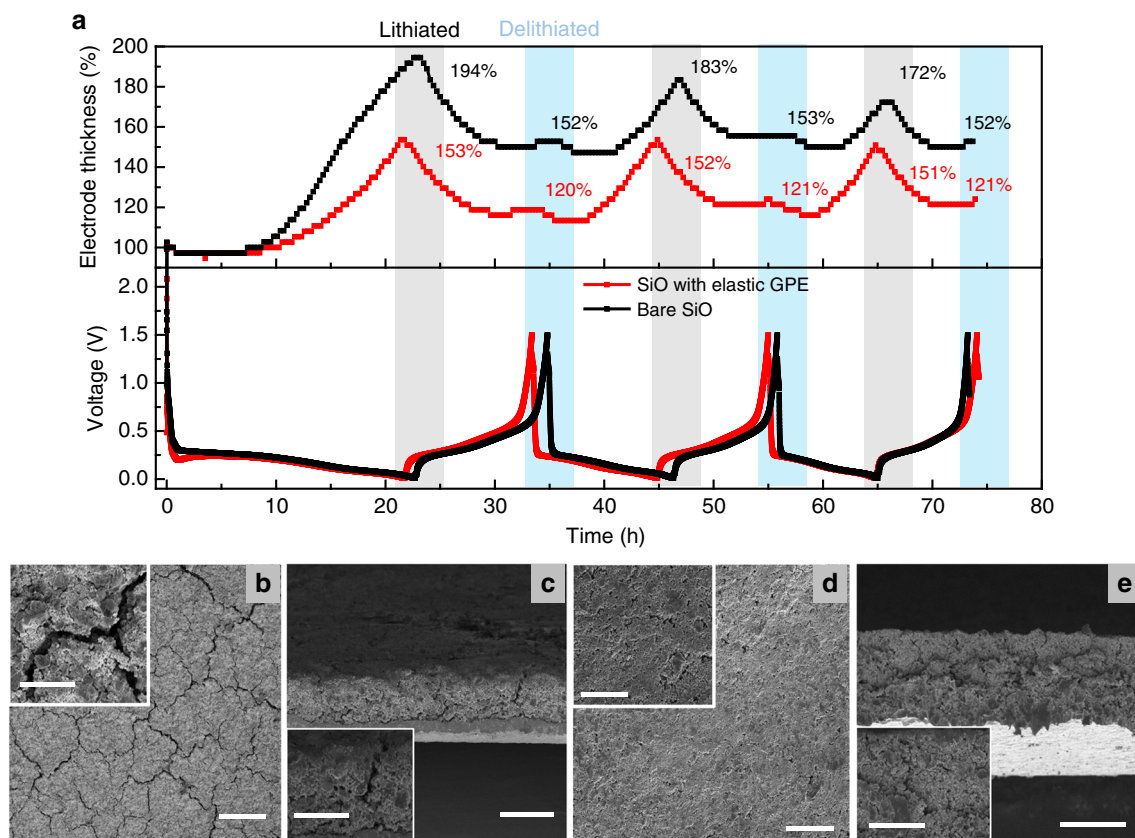 a
Lithiated Delithiated
Electrode thickness (%)
200
180
160
140
120
100
194%
152%
183%
153%
172%
152%
153%
120%
152%
121%
151%
121%
Voltage (V)
2.0
1.5
1.0
0.5
0.0
SiO with elastic GPE
Bare SiO
0 10 20 30 40 50 60 70 80
Time (h)
b
c
d
e